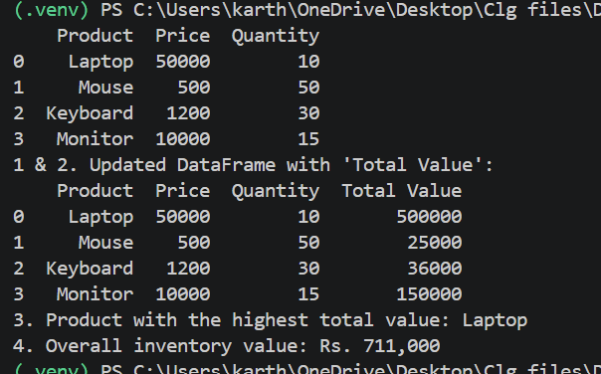 (.venv) PS C:\Users\karth\OneDrive\Desktop\Clg files\D
    Product  Price  Quantity
0    Laptop  50000        10
1     Mouse    500        50
2  Keyboard   1200        30
3   Monitor  10000        15
1 & 2. Updated DataFrame with 'Total Value':
    Product  Price  Quantity  Total Value
0    Laptop  50000        10       500000
1     Mouse    500        50        25000
2  Keyboard   1200        30        36000
3   Monitor  10000        15       150000
3. Product with the highest total value: Laptop
4. Overall inventory value: Rs. 711,000
(.venv) PS C:\Users\karth\OneDrive\Desktop\Clg files\D